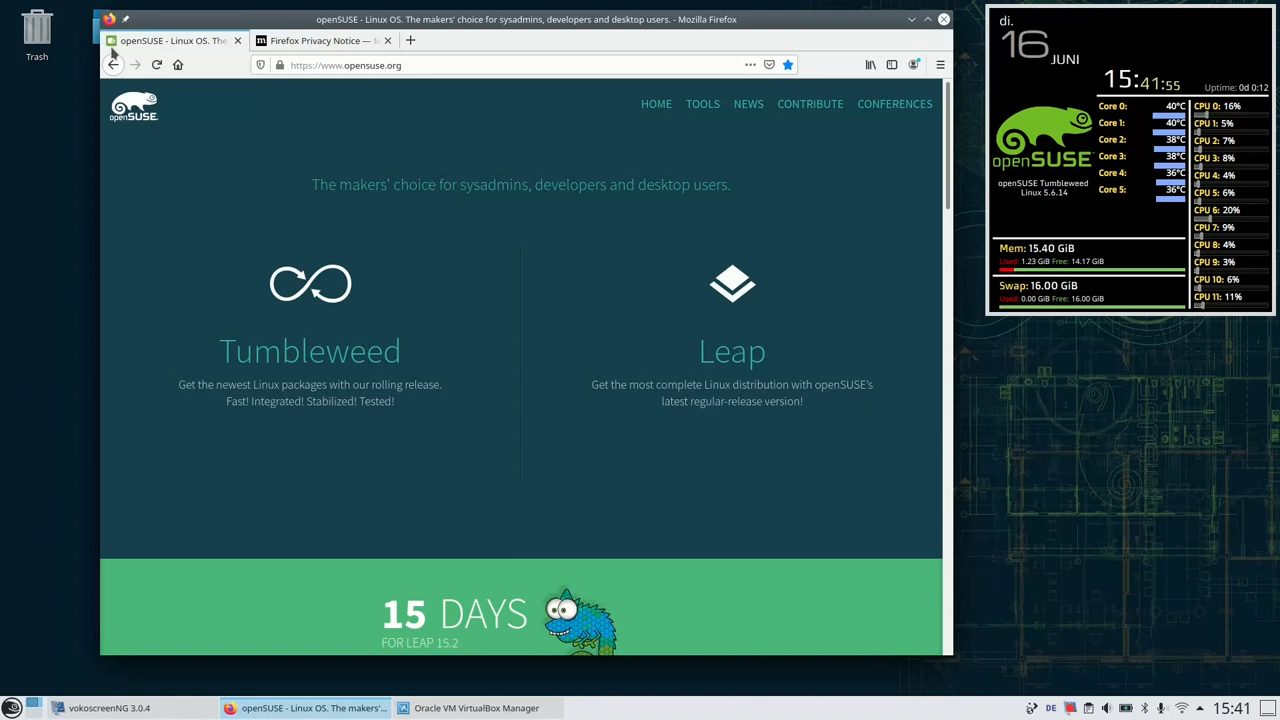 Trash
openSUSE - Linux OS. The makers' choice for sysadmins, developers and desktop users. - Mozilla Firefox
openSUSE - Linux OS. The
Firefox Privacy Notice — M
https://www.opensuse.org
openSUSE
HOME
TOOLS
NEWS
CONTRIBUTE
CONFERENCES
The makers' choice for sysadmins, developers and desktop users.
Tumbleweed
Get the newest Linux packages with our rolling release.
Fast! Integrated! Stabilized! Tested!
Leap
Get the most complete Linux distribution with openSUSE's
latest regular-release version!
15 DAYS
FOR LEAP 15.2
di.
16 JUNI
15:41:55
Uptime: 0d 0:12
openSUSE
openSUSE Tumbleweed
Linux 5.6.14
Core 0: 40°C
Core 1: 40°C
Core 2: 38°C
Core 3: 38°C
Core 4: 36°C
Core 5: 36°C
CPU 0: 16%
CPU 1: 5%
CPU 2: 7%
CPU 3: 8%
CPU 4: 4%
CPU 5: 6%
CPU 6: 20%
CPU 7: 9%
CPU 8: 4%
CPU 9: 3%
CPU 10: 6%
CPU 11: 11%
Mem: 15.40 GiB
Used: 1.23 GiB Free: 14.17 GiB
Swap: 16.00 GiB
Used: 0.00 GiB Free: 16.00 GiB
vokoscreenNG 3.0.4
openSUSE - Linux OS. The makers'...
Oracle VM VirtualBox Manager
DE
15:41